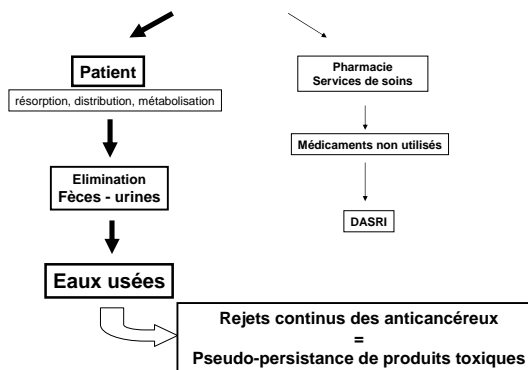 Patient
résorption, distribution, métabolisation
Elimination
Fèces - urines
Eaux usées
Pharmacie
Services de soins
Médicaments non utilisés
DASRI
Rejets continus des anticancéreux
=
Pseudo-persistance de produits toxiques